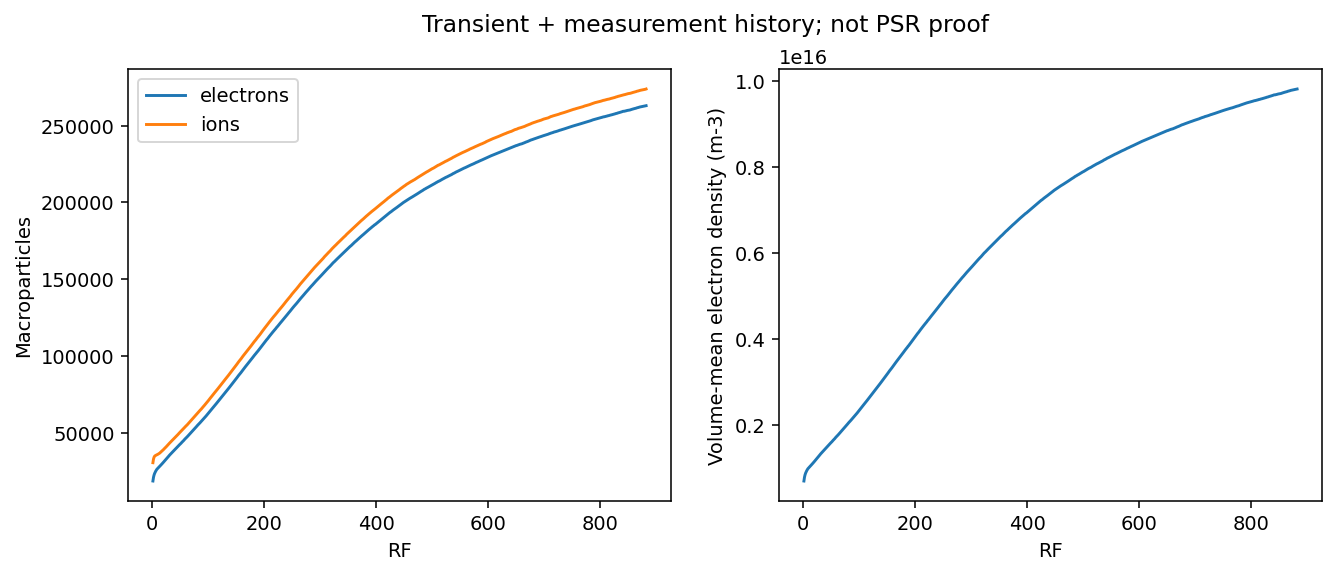 Transient + measurement history; not PSR proof
electrons
ions
Macroparticles
250000
200000
150000
100000
50000
0
200
400
600
800
RF
1e16
Volume-mean electron density (m-3)
1.0
0.8
0.6
0.4
0.2
0
200
400
600
800
RF